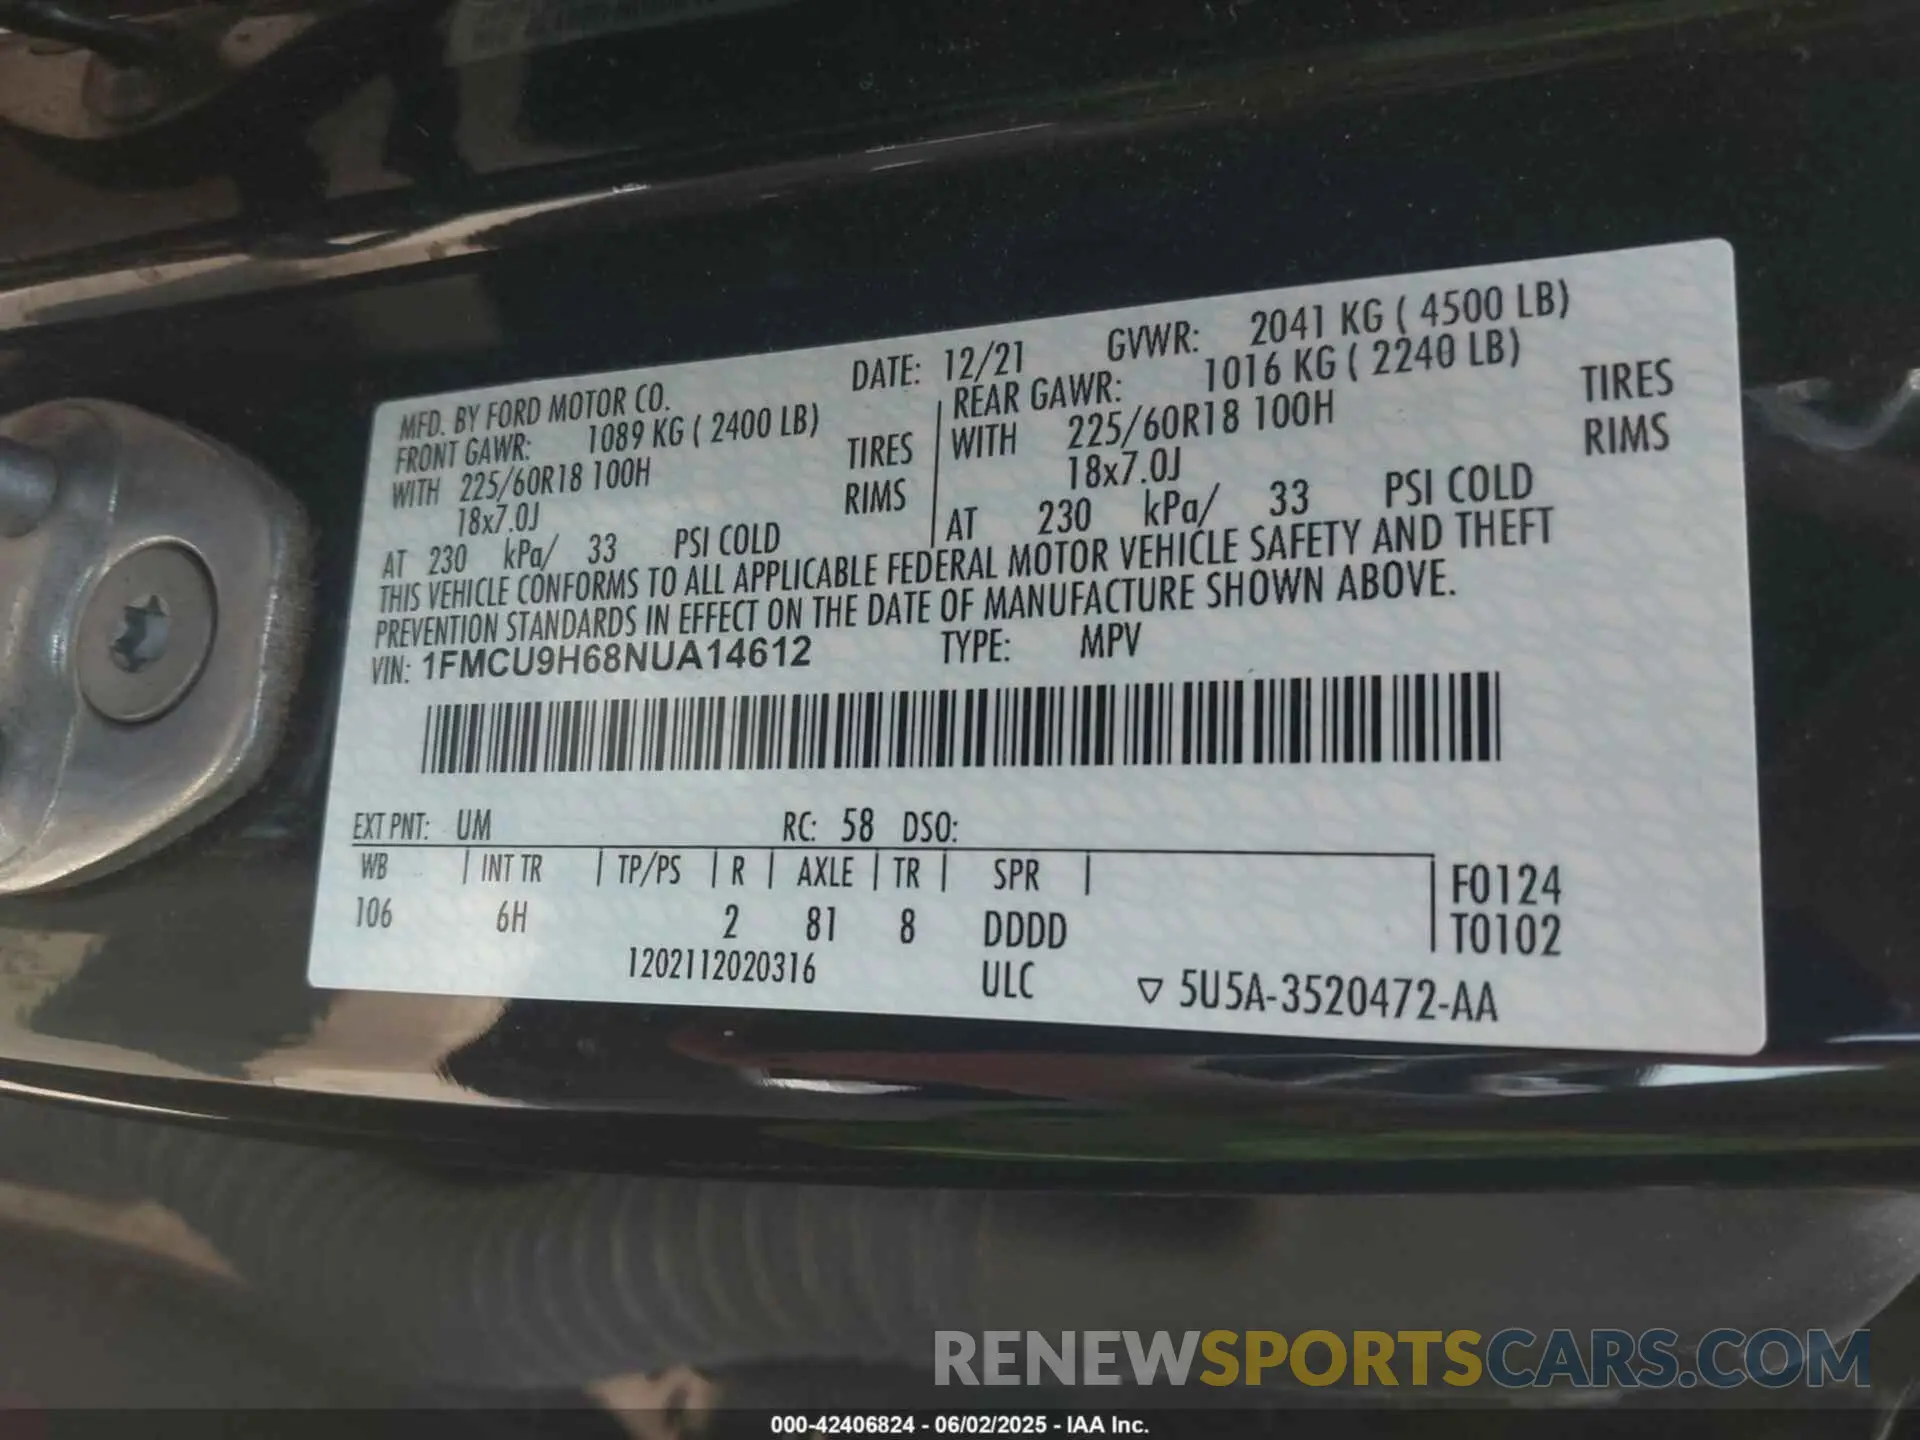 MFD. BY FORD MOTOR CO. DATE: 12/21 GVWR: 2041 KG ( 4500 LB)
FRONT GAWR: 1089 KG ( 2400 LB) REAR GAWR: 1016 KG ( 2240 LB)
WITH 225/60R18 100H TIRES WITH 225/60R18 100H TIRES
18x7.0J RIMS 18x7.0J RIMS
AT 230 kPa/ 33 PSI COLD AT 230 kPa/ 33 PSI COLD
THIS VEHICLE CONFORMS TO ALL APPLICABLE FEDERAL MOTOR VEHICLE SAFETY AND THEFT
PREVENTION STANDARDS IN EFFECT ON THE DATE OF MANUFACTURE SHOWN ABOVE.
VIN: 1FMCU9H68NUA14612 TYPE: MPV
EXT PNT: UM RC: 58 DSO:
WB INT TR TP/PS R AXLE TR SPR F0124
106 6H 2 81 8 DDDD T0102
1202112020316 ULC ▽ 5U5A-3520472-AA
RENEWSPORTSCARS.COM
000-42406824 - 06/02/2025 - IAA Inc.